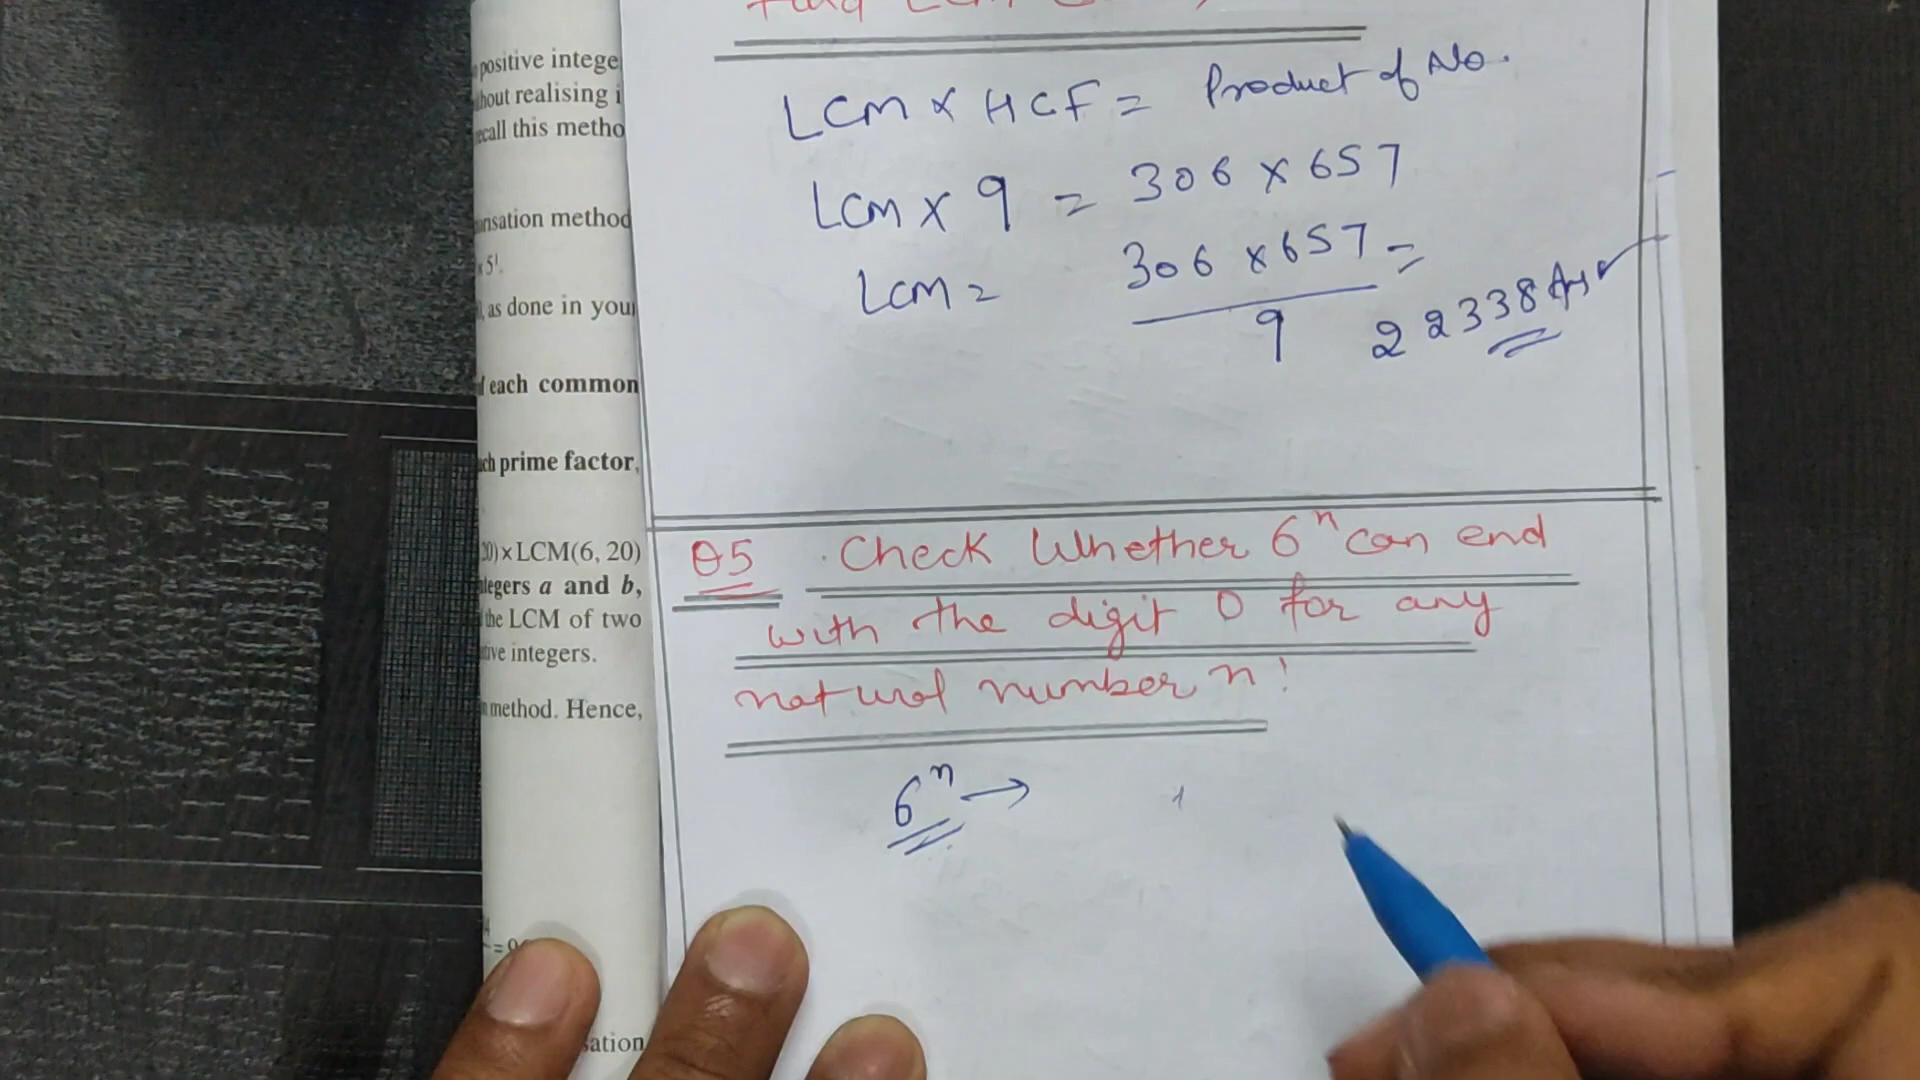 positive intege
hout realising i
ecall this metho
method
× 5¹.
as done in you
each common
prime factor,
20) × LCM(6, 20)
tegers a and b,
the LCM of two
tive integers.
method. Hence,
sation
LCM × HCF = Product of No.
LCM × 9 = 306 × 657
LCM = 306 × 657 =
9
22338 Ans
Q5 . Check Whether 6ⁿ can end
with the digit 0 for any
natural number n!
6ⁿ →